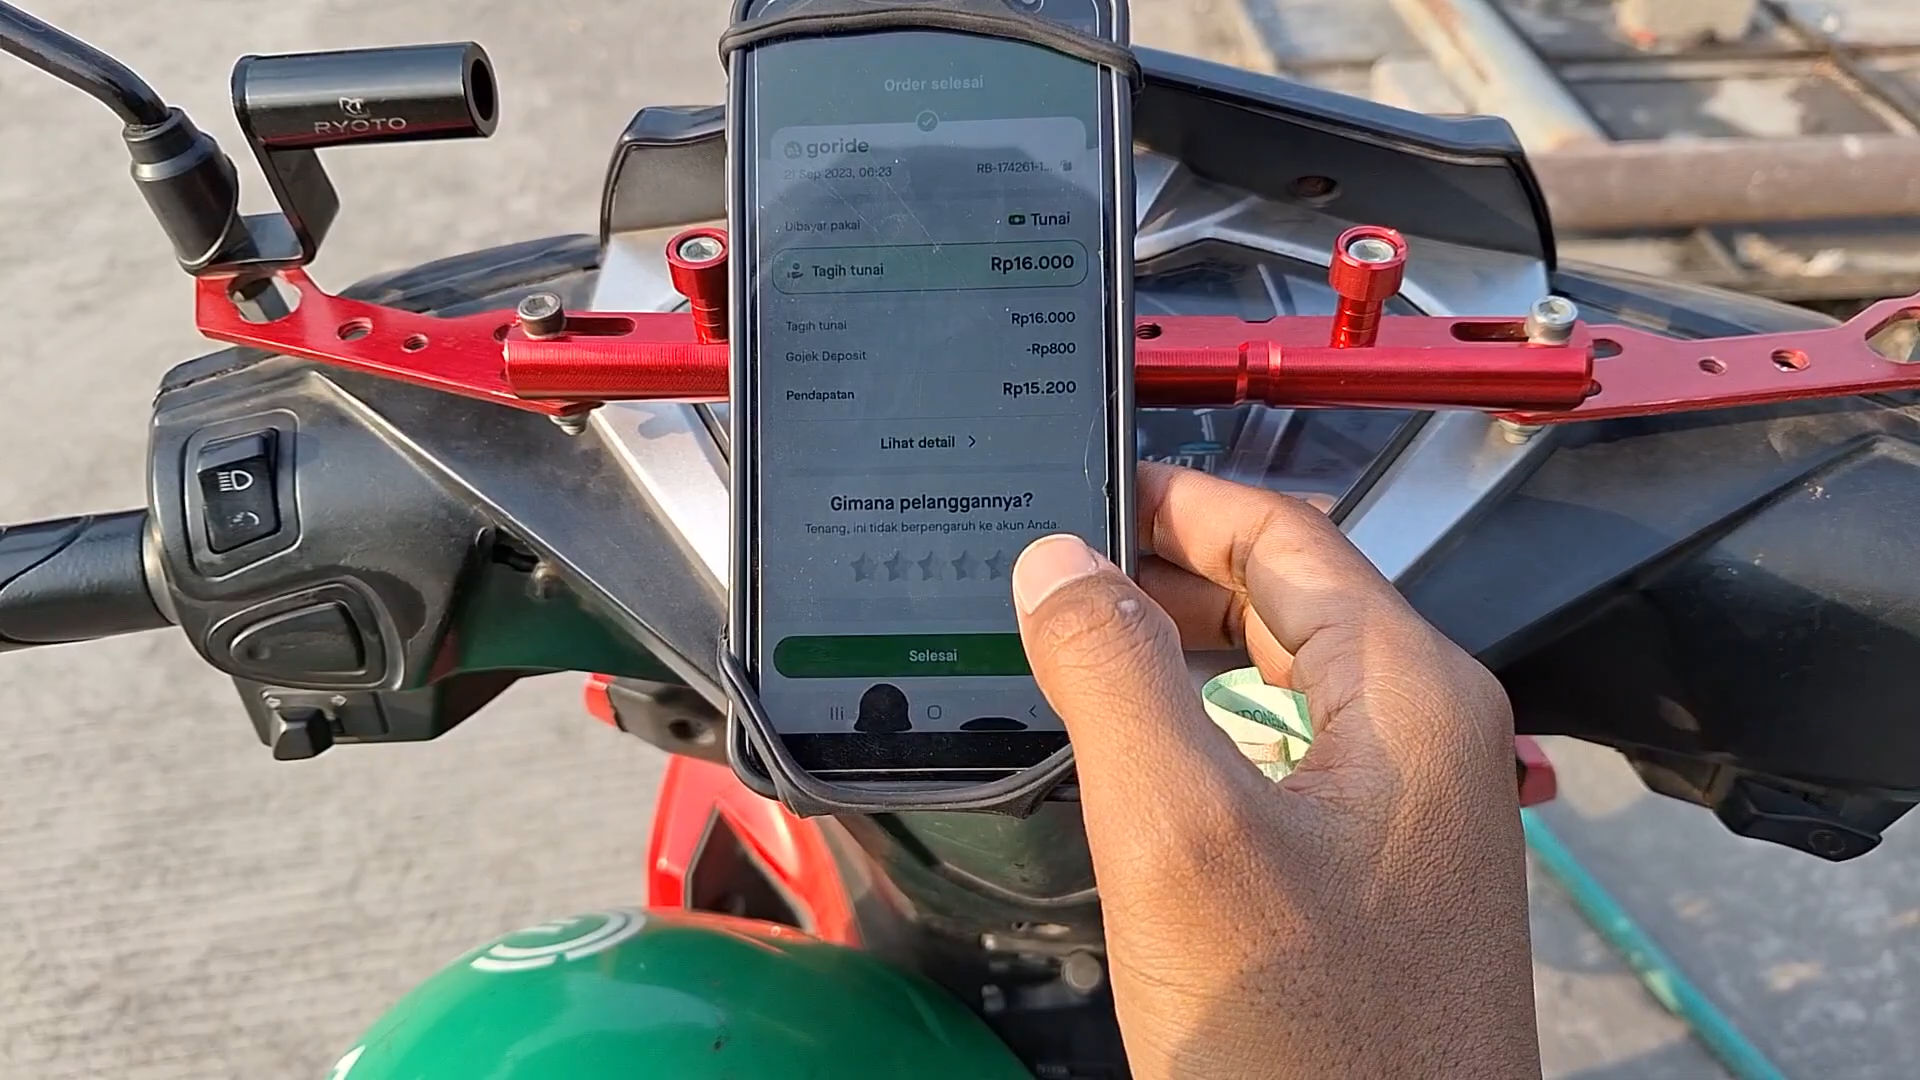 RYOTO
Order selesai
goride
21 Sep 2023, 06:23
RB-174261-1...
Dibayar pakai
Tunai
Tagih tunai
Rp16.000
Tagih tunai
Rp16.000
Gojek Deposit
-Rp800
Pendapatan
Rp15.200
Lihat detail
Gimana pelanggannya?
Tenang, ini tidak berpengaruh ke akun Anda.
Selesai